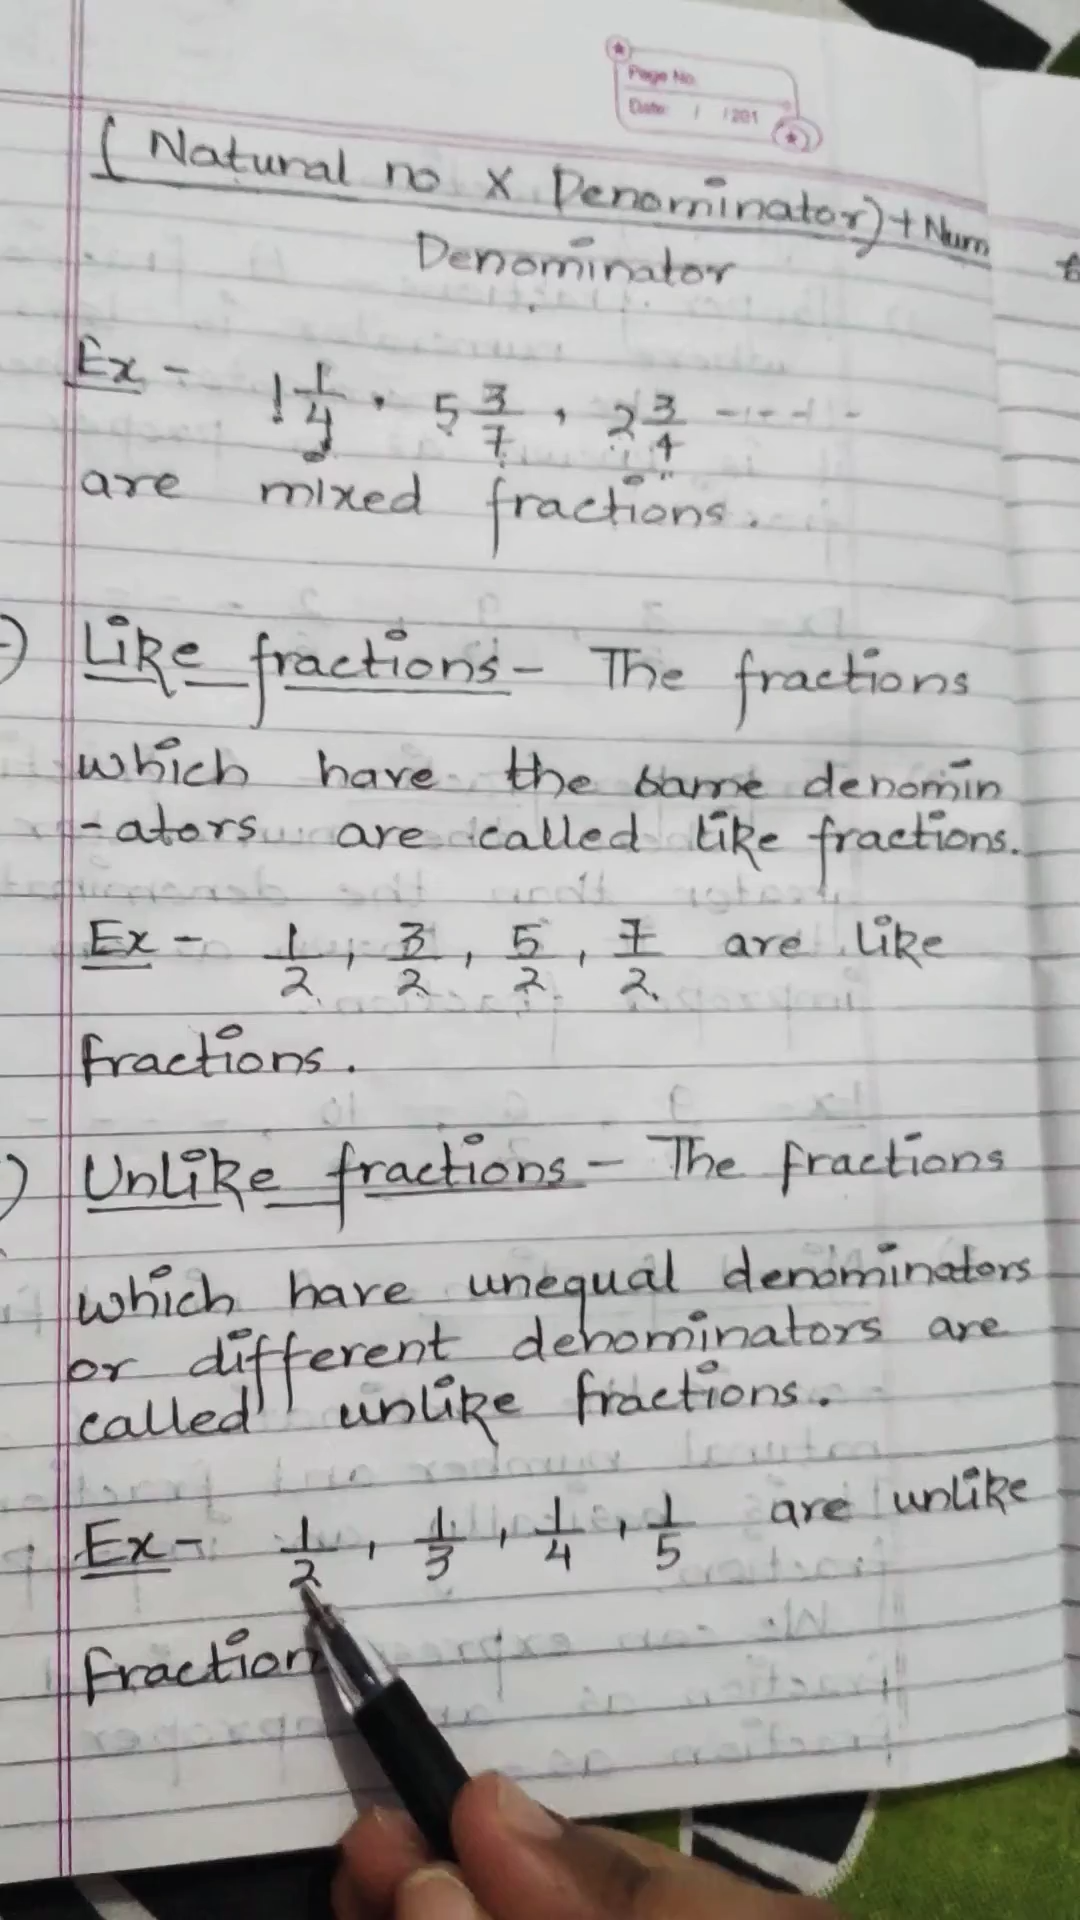 Page No.
Date: / /201
(Natural no X Denominator) + Num
Denominator
Ex - 1 1/4, 5 3/7, 2 3/4 -----
are mixed fractions.
Like fractions - The fractions
which have the same denomin
-ators are called like fractions.
Ex - 1/2, 3/2, 5/2, 7/2 are like
fractions.
Unlike fractions - The fractions
which have unequal denominators
or different denominators are
called unlike fractions.
Ex - 1/2, 1/3, 1/4, 1/5 are unlike
fraction